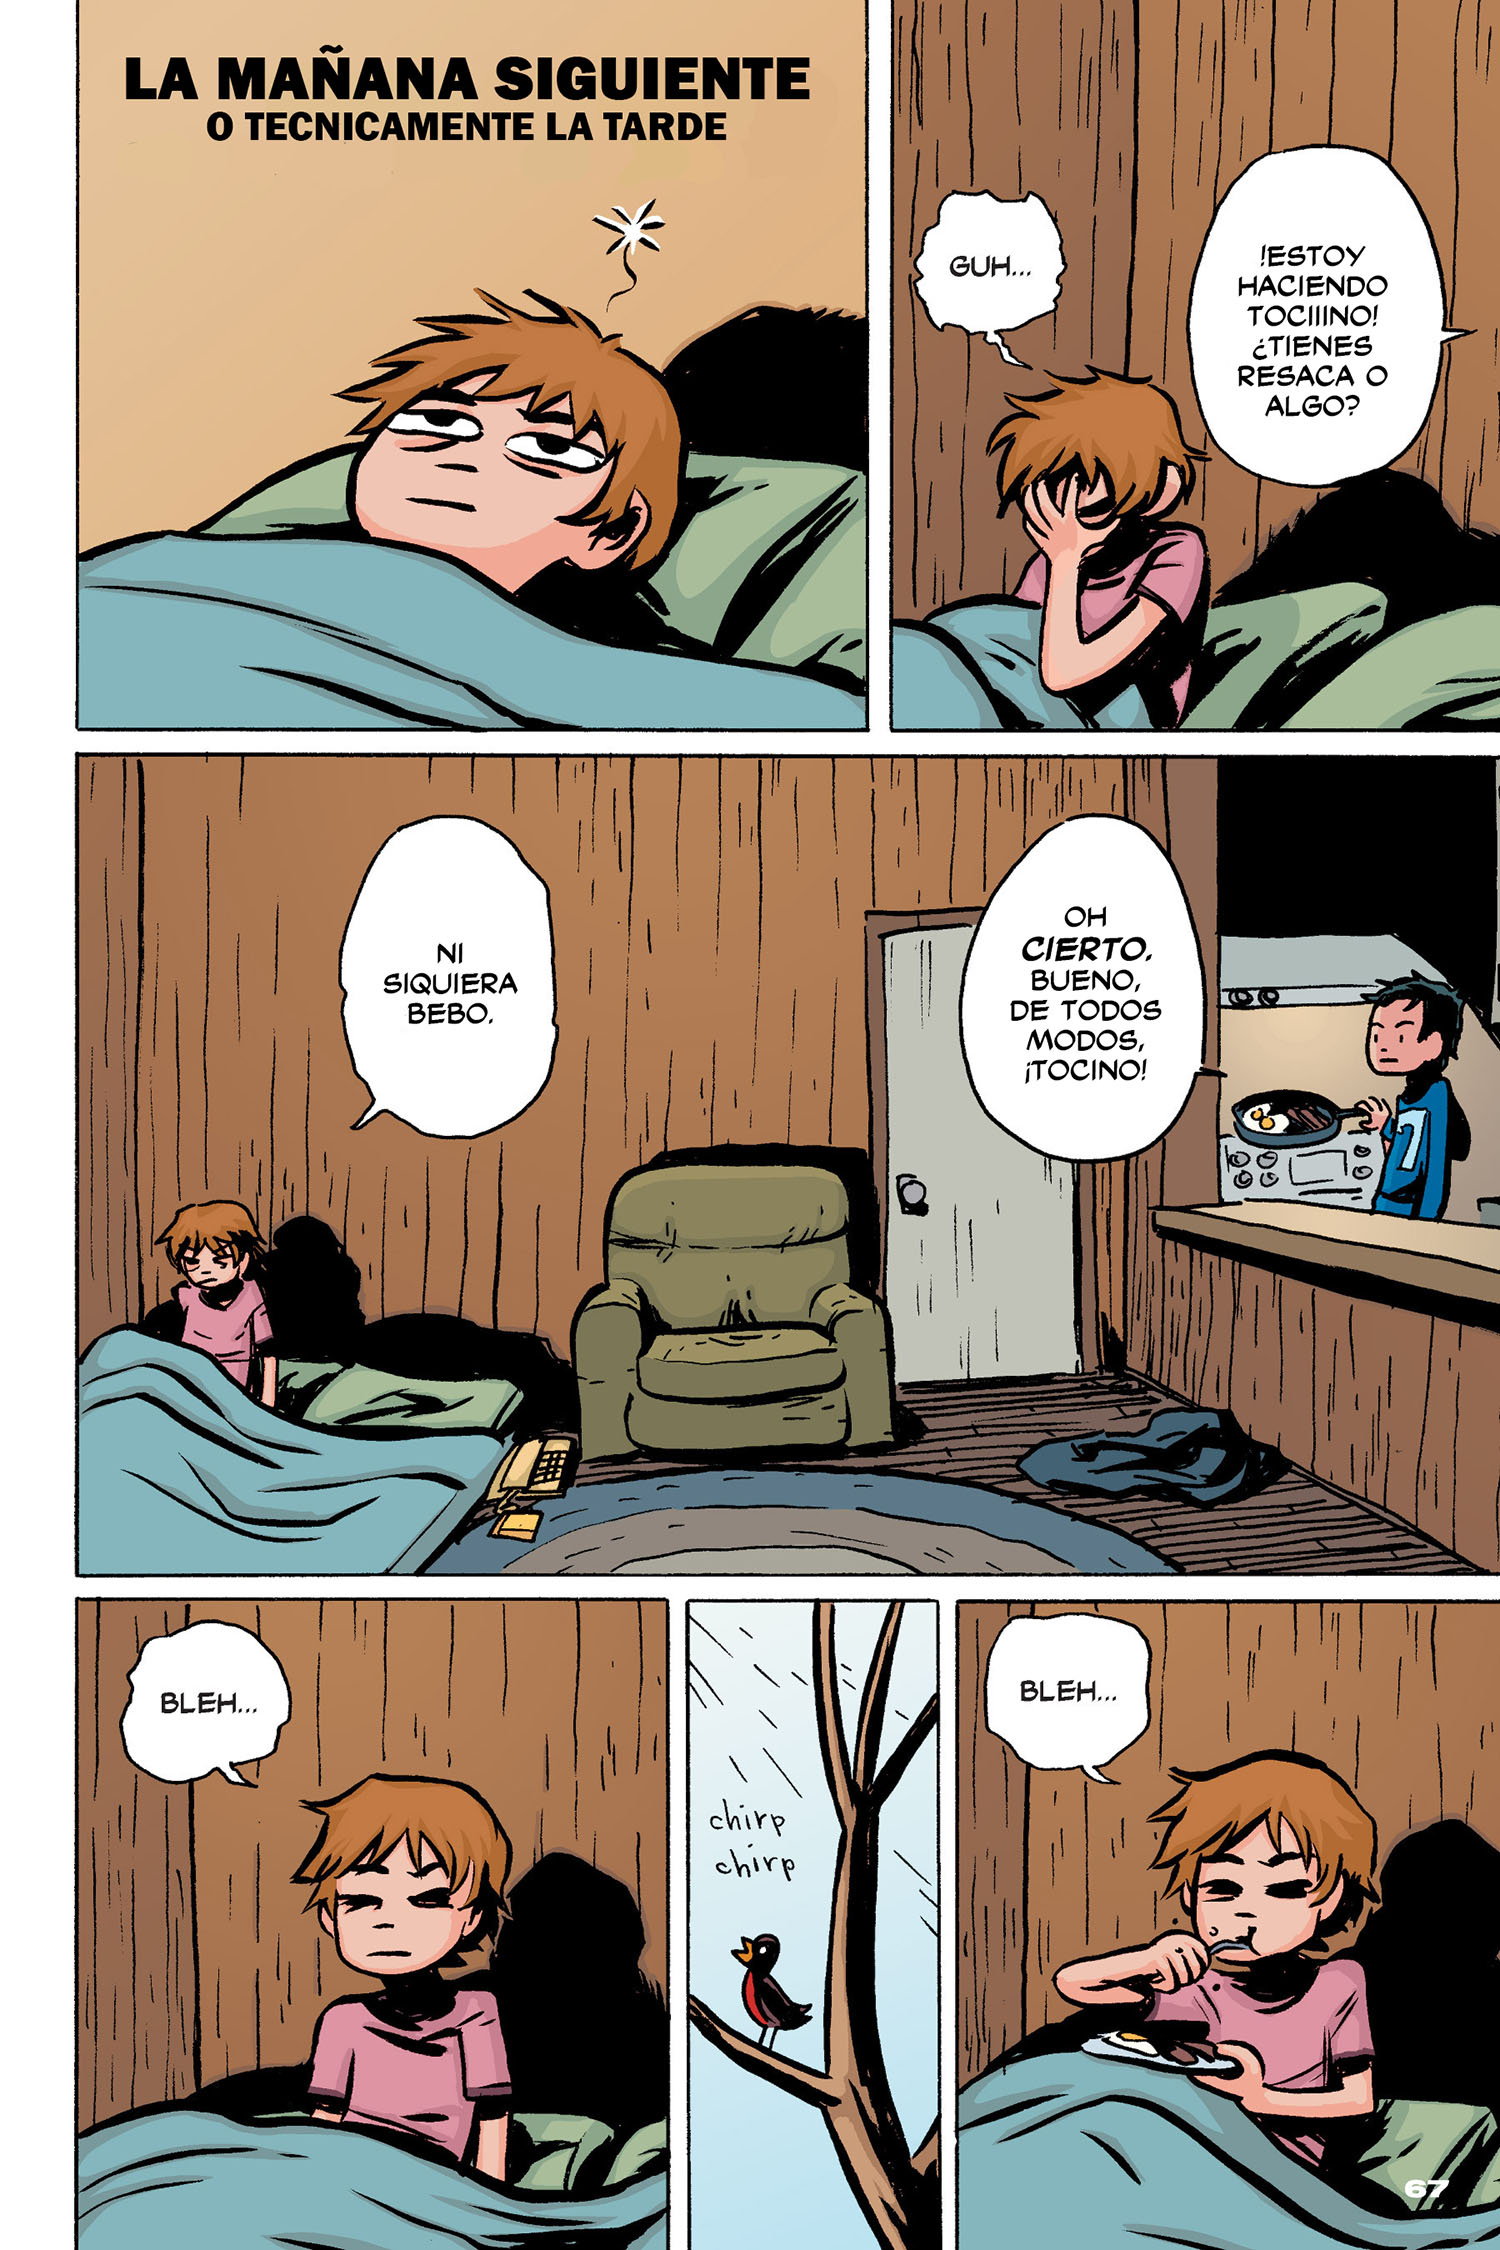 LA MAÑANA SIGUIENTE
O TECNICAMENTE LA TARDE
GUH...
!ESTOY
HACIENDO
TOCIIINO!
¿TIENES
RESACA O
ALGO?
NI
SIQUIERA
BEBO.
OH
CIERTO.
BUENO,
DE TODOS
MODOS,
¡TOCINO!
7
BLEH...
chirp
chirp
BLEH...
67